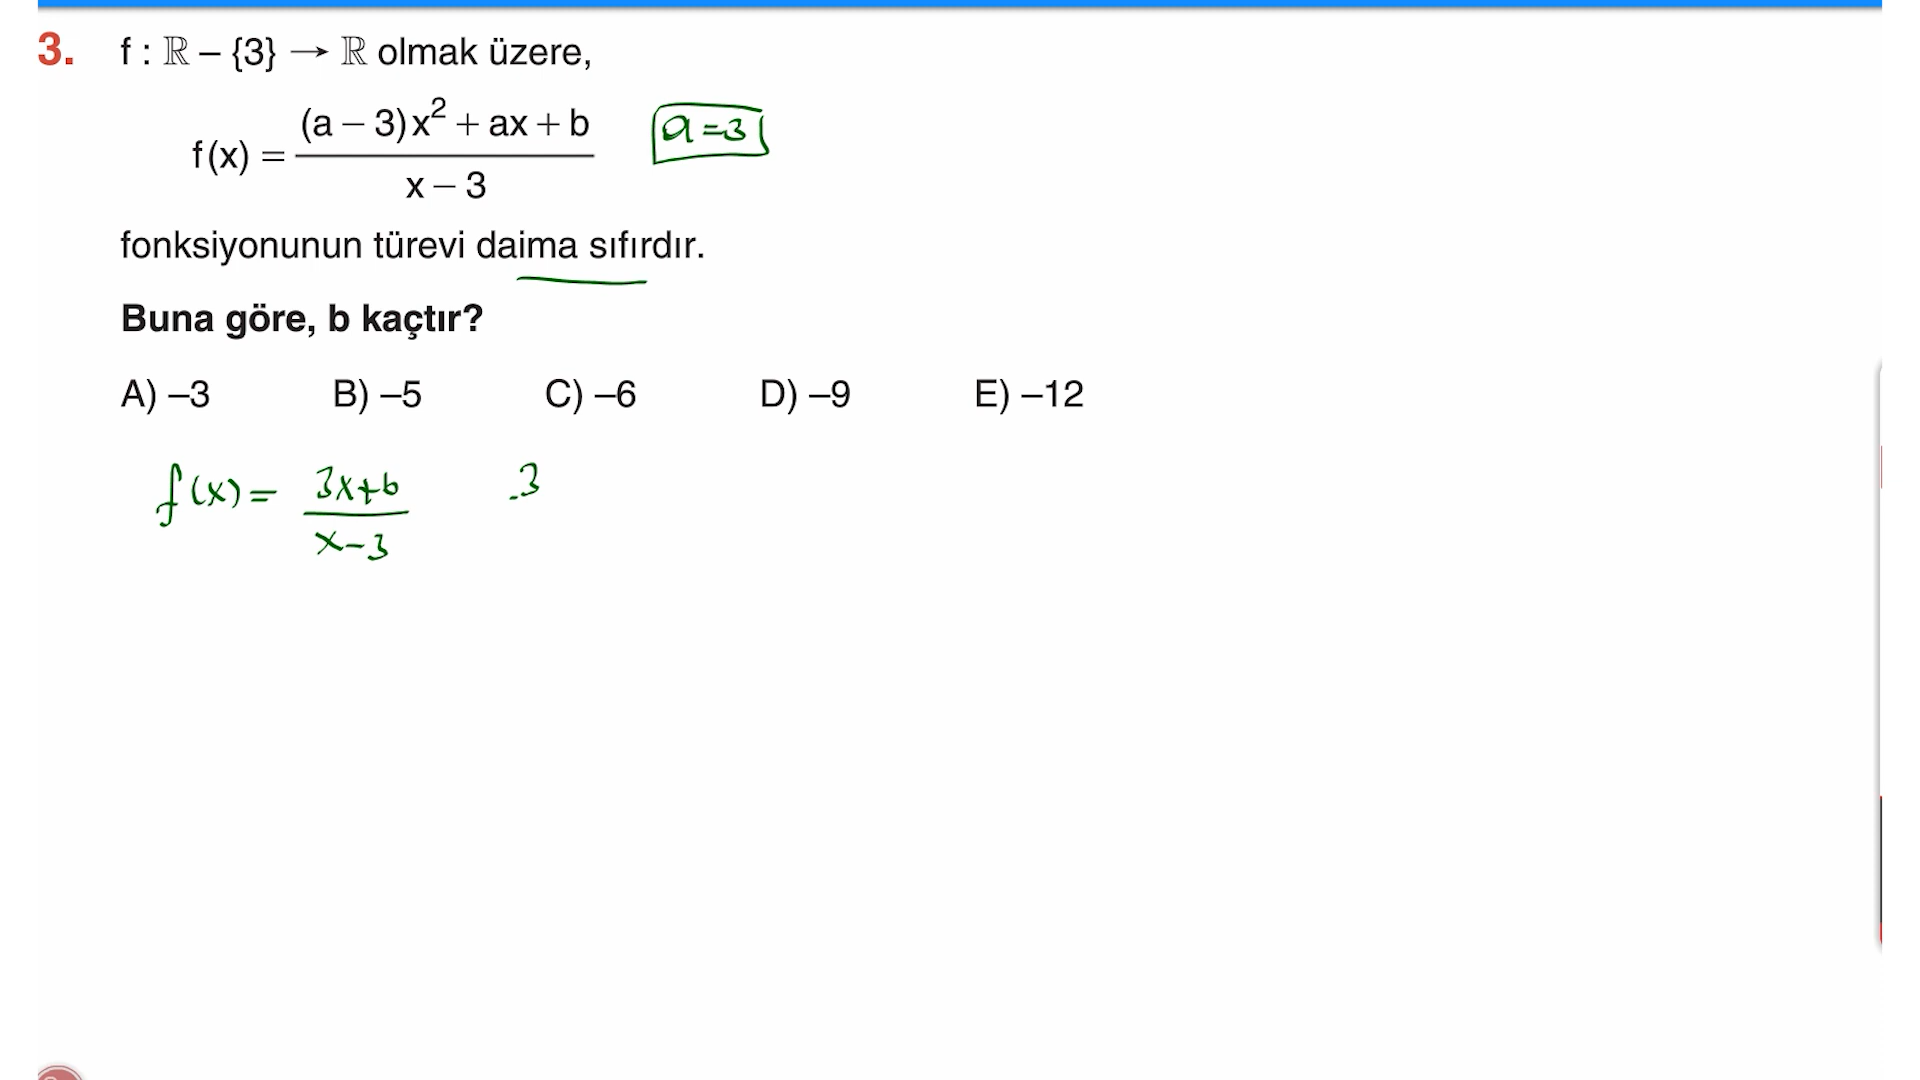 3. f : ℝ – {3} → ℝ olmak üzere,
f(x) = ((a – 3)x² + ax + b) / (x – 3)
a = 3
fonksiyonunun türevi daima sıfırdır.
Buna göre, b kaçtır?
A) –3 B) –5 C) –6 D) –9 E) –12
f(x) = (3x+b) / (x-3) -3